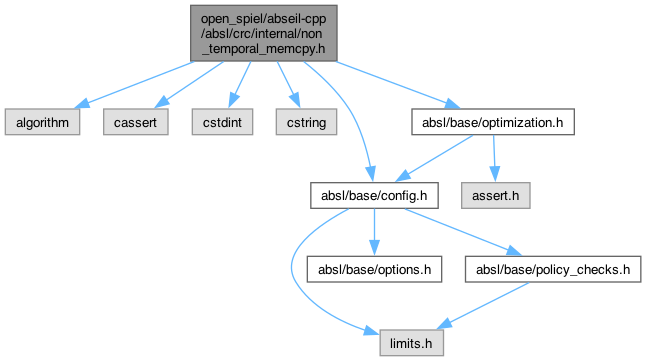 open_spiel/abseil-cpp
/absl/crc/internal/non
_temporal_memcpy.h
algorithm
cassert
cstdint
cstring
absl/base/optimization.h
absl/base/config.h
assert.h
absl/base/options.h
absl/base/policy_checks.h
limits.h